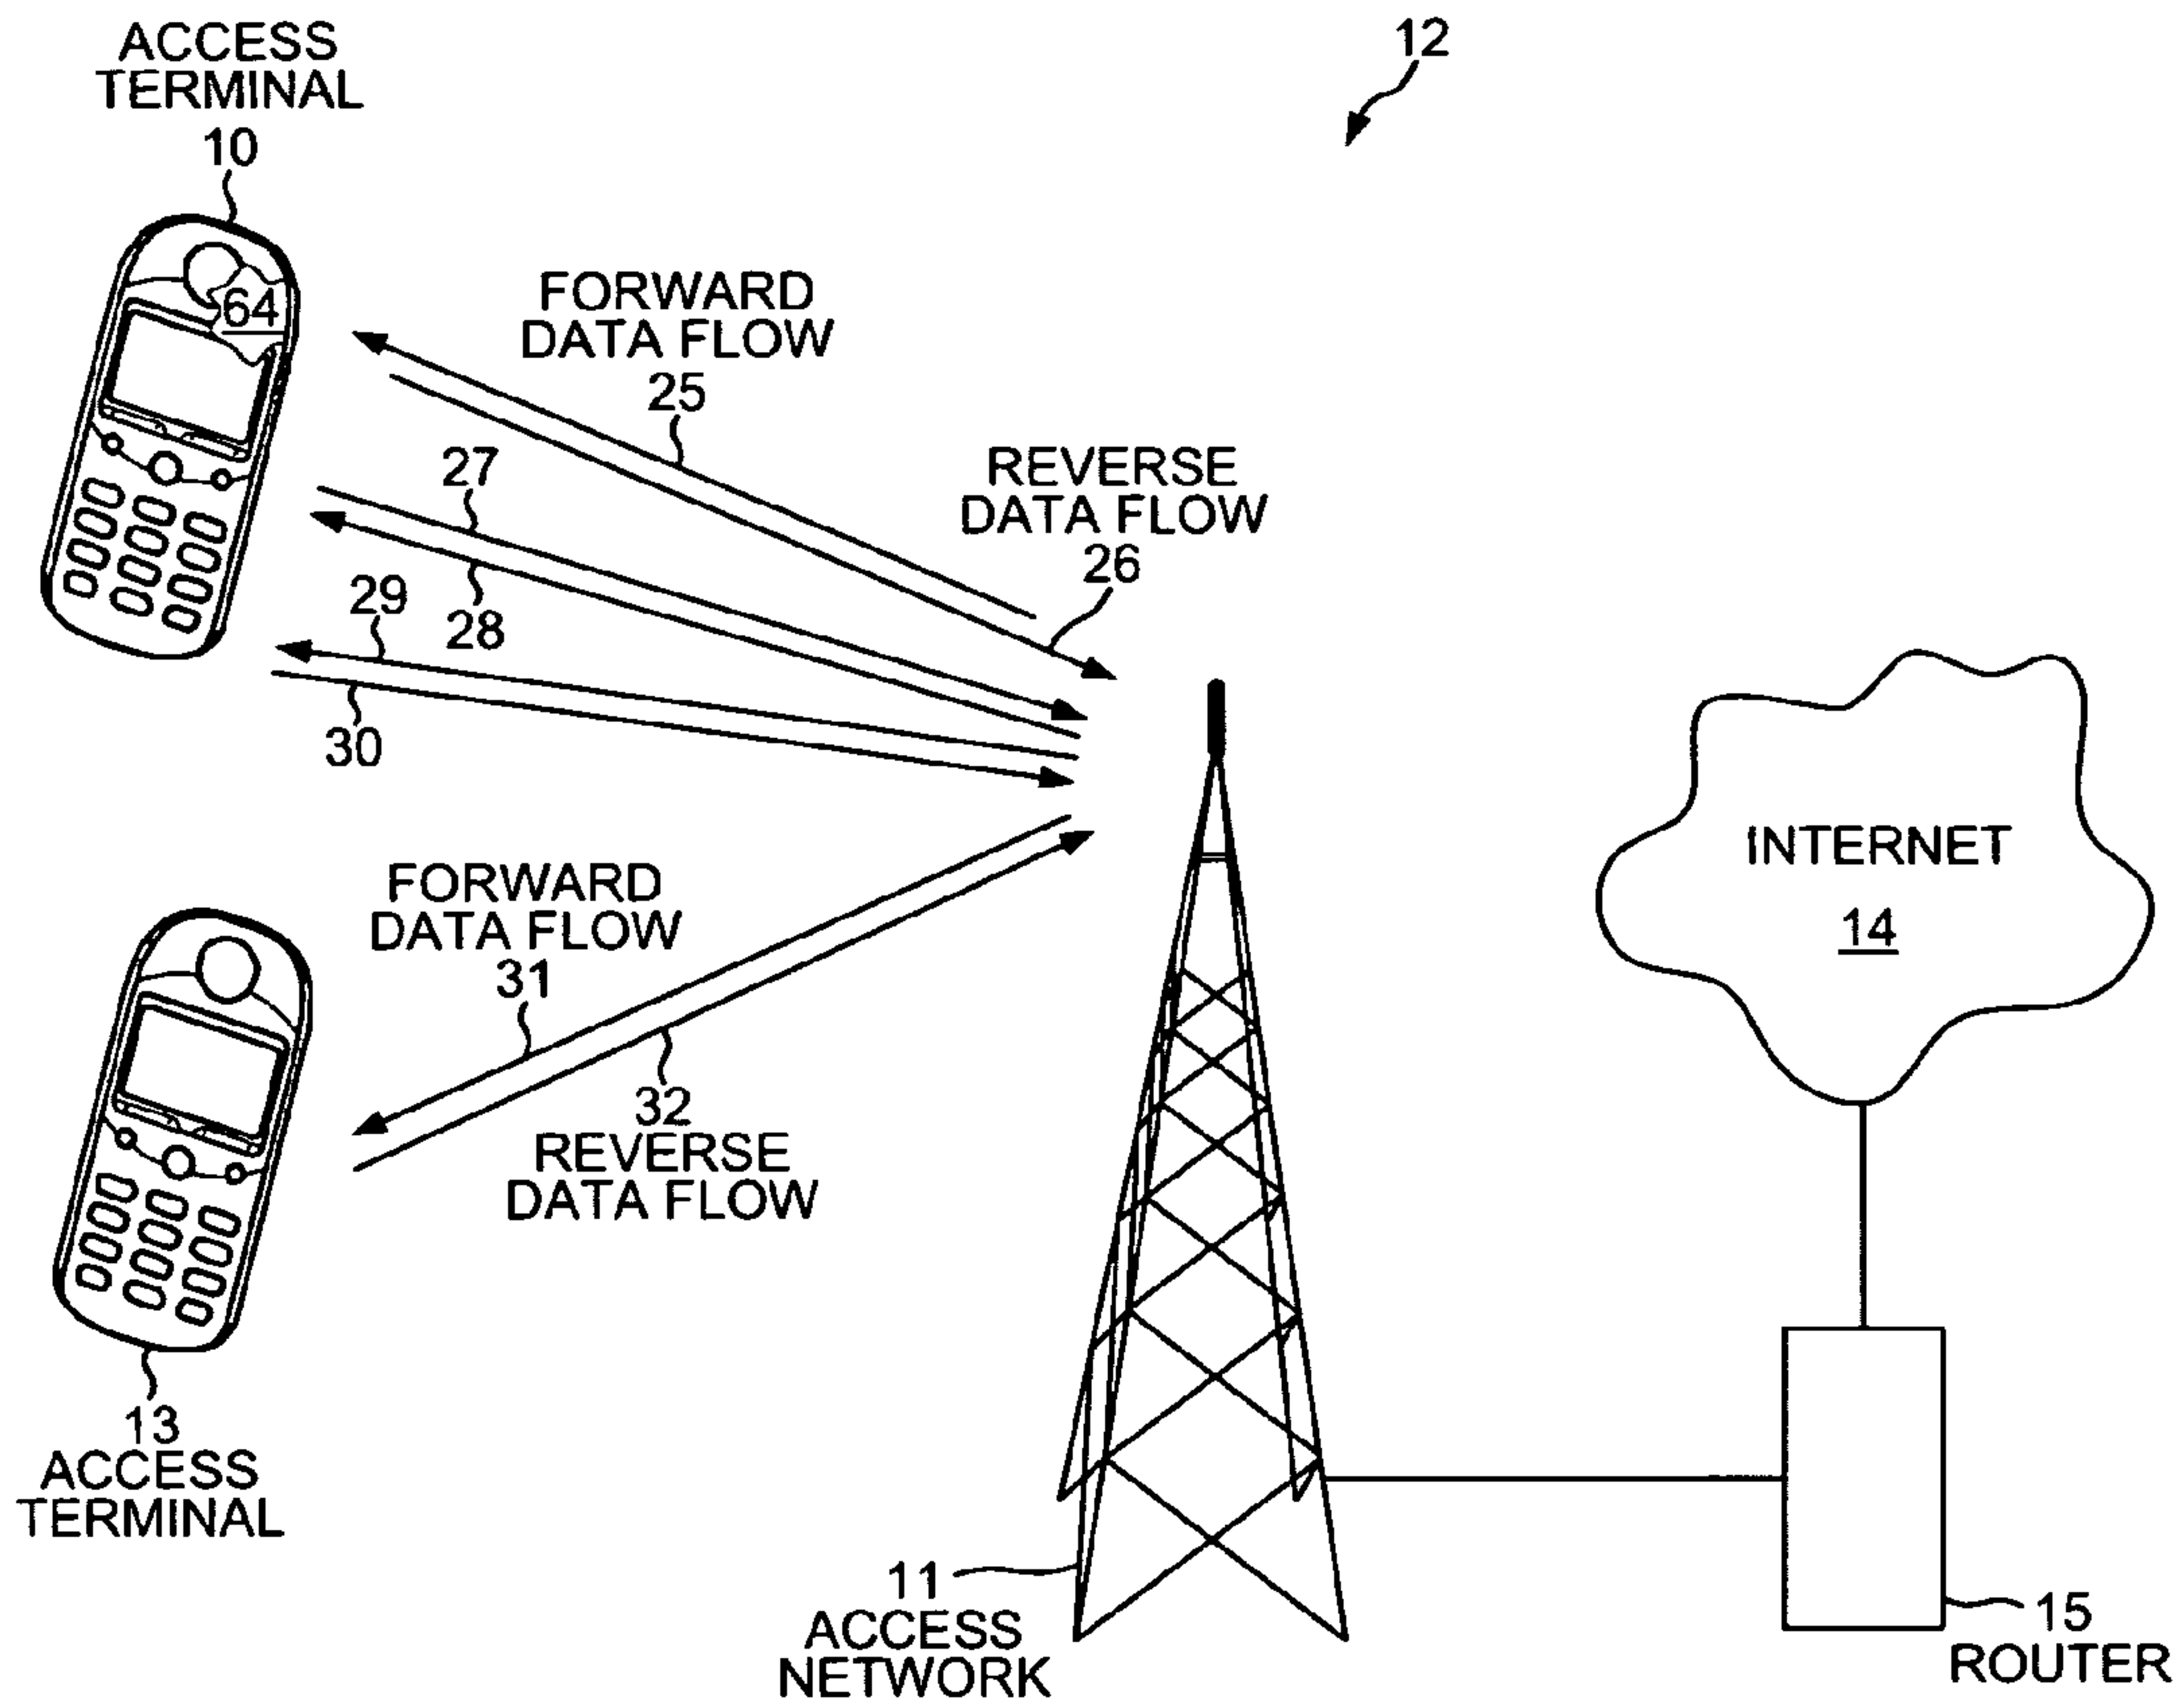 12
ACCESS
TERMINAL
10
64
FORWARD
DATA FLOW
25
27
REVERSE
DATA FLOW
26
29
28
30
INTERNET
14
FORWARD
DATA FLOW
31
32
REVERSE
DATA FLOW
13
ACCESS
TERMINAL
11
ACCESS
NETWORK
15
ROUTER